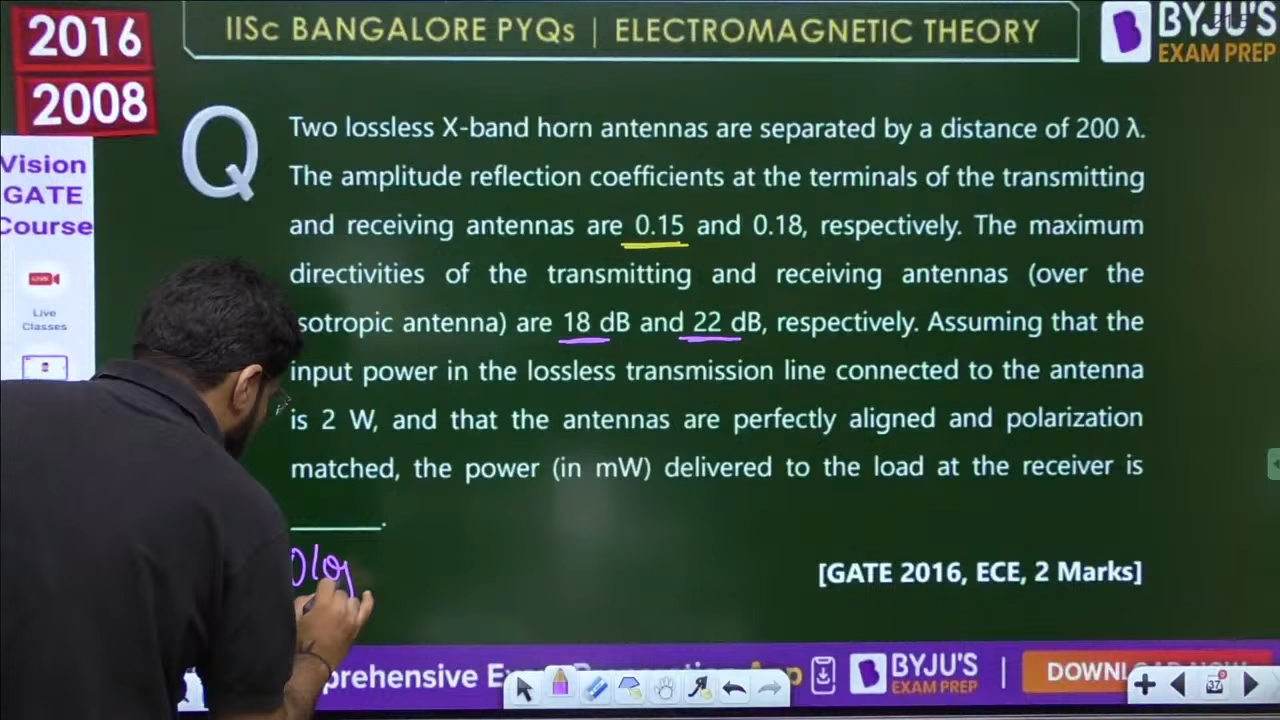 2016
2008
IISc BANGALORE PYQs | ELECTROMAGNETIC THEORY
BYJU'S
EXAM PREP
Vision
GATE
Course
LIVE
Live
Classes
Q
Two lossless X-band horn antennas are separated by a distance of 200 λ.
The amplitude reflection coefficients at the terminals of the transmitting
and receiving antennas are 0.15 and 0.18, respectively. The maximum
directivities of the transmitting and receiving antennas (over the
sotropic antenna) are 18 dB and 22 dB, respectively. Assuming that the
input power in the lossless transmission line connected to the antenna
is 2 W, and that the antennas are perfectly aligned and polarization
matched, the power (in mW) delivered to the load at the receiver is
________.
0log
[GATE 2016, ECE, 2 Marks]
prehensive
BYJU'S
EXAM PREP
|
37